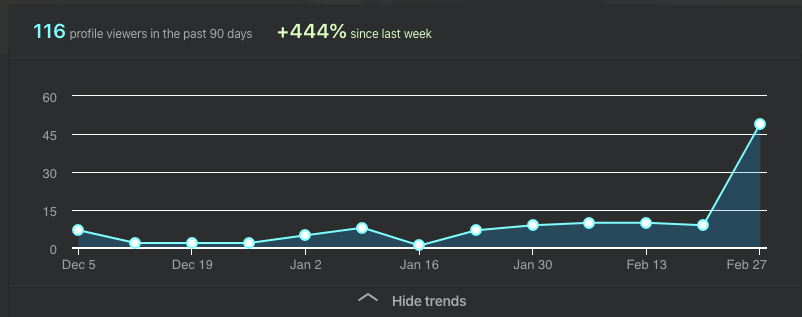 116 profile viewers in the past 90 days +444% since last week
60
45
30
15
0
Dec 5 Dec 19 Jan 2 Jan 16 Jan 30 Feb 13 Feb 27
Hide trends